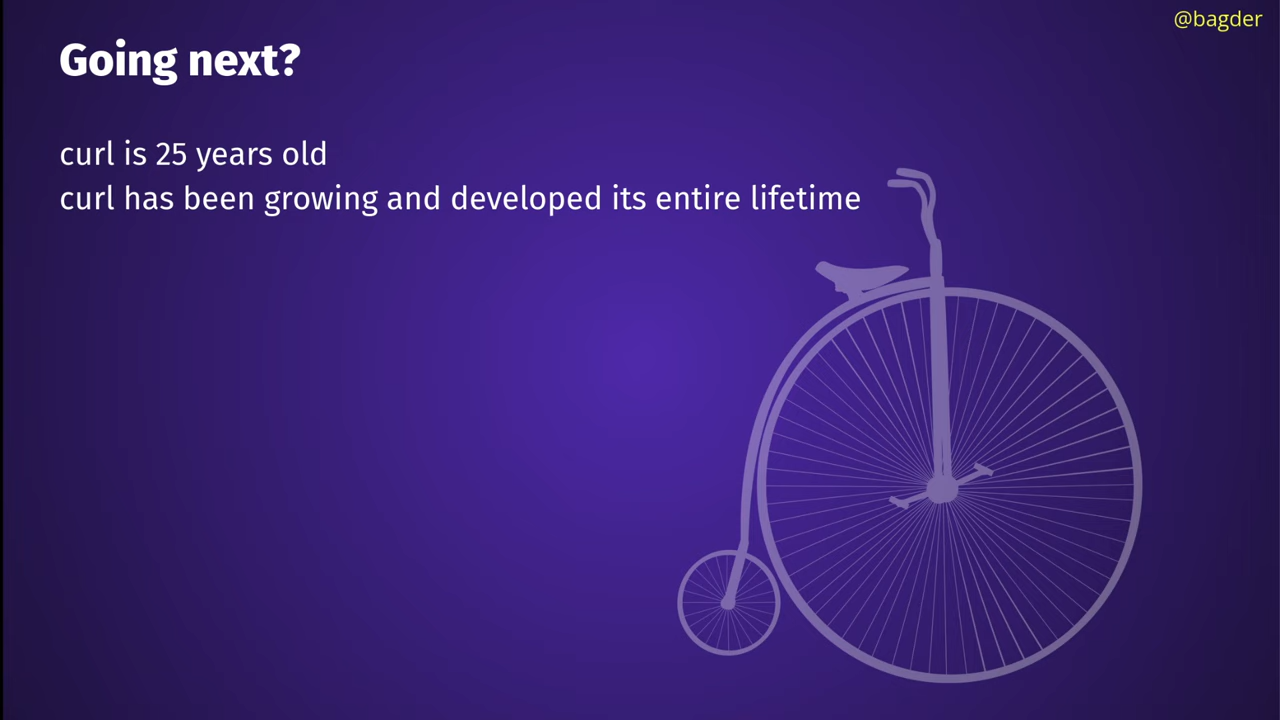 @bagder
Going next?
curl is 25 years old
curl has been growing and developed its entire lifetime